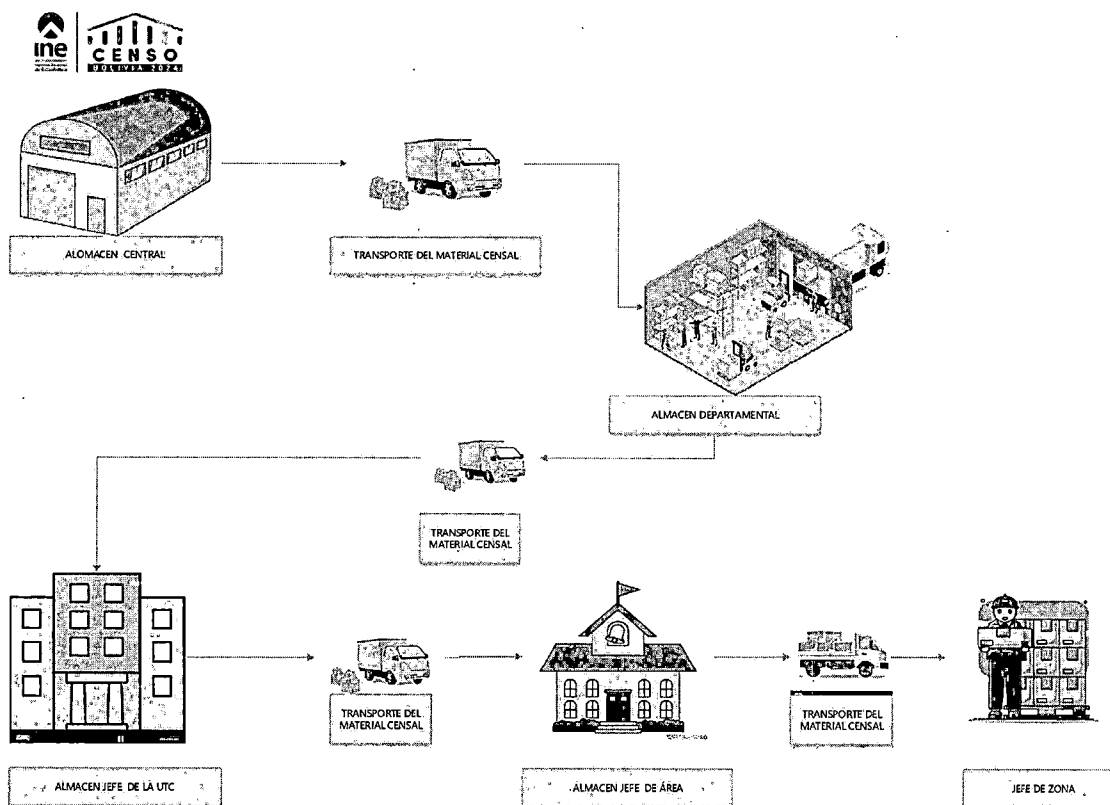 ine
CENSO
BOLIVIA 2024
ALOMACEN CENTRAL
TRANSPORTE DEL MATERIAL CENSAL
ALMACEN DEPARTAMENTAL
TRANSPORTE DEL
MATERIAL CENSAL
TRANSPORTE DEL
MATERIAL CENSAL
TRANSPORTE DEL
MATERIAL CENSAL
ALMACEN JEFE DE LA UTC
ALMACEN JEFE DE ÁREA
JEFE DE ZONA